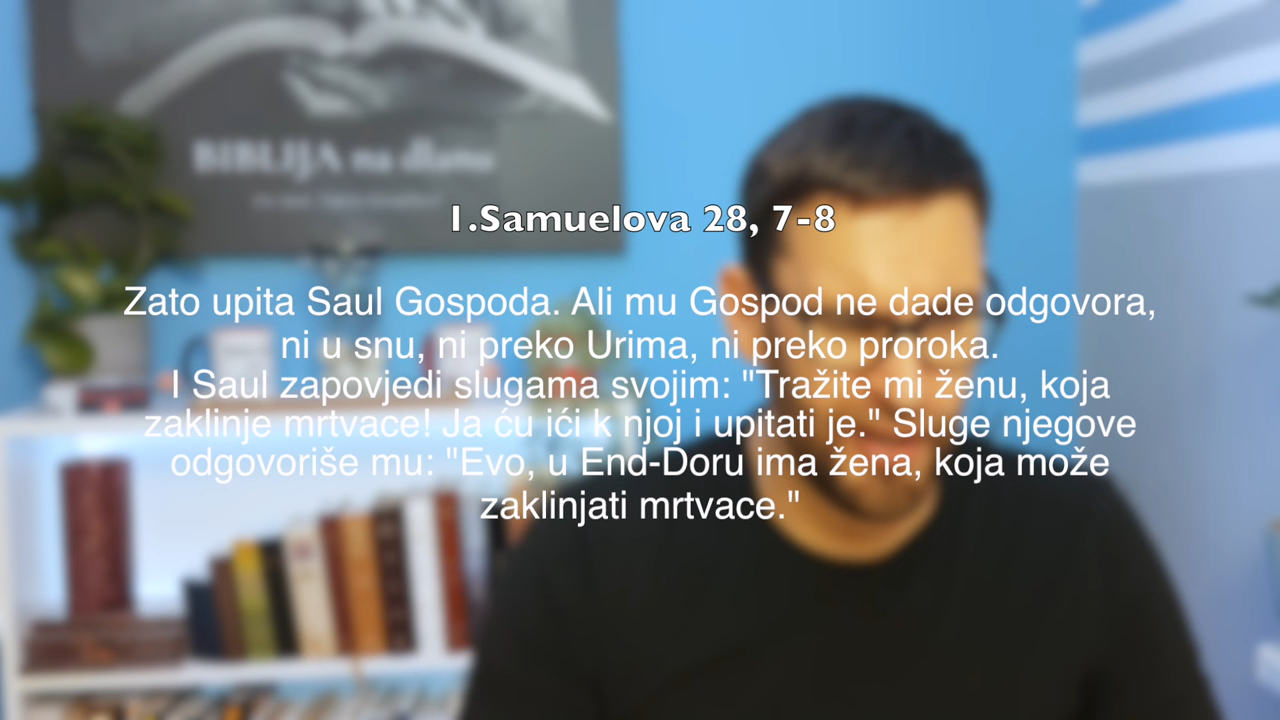 BIBLIJA na dlanu
1.Samuelova 28, 7-8
Zato upita Saul Gospoda. Ali mu Gospod ne dade odgovora,
ni u snu, ni preko Urima, ni preko proroka.
I Saul zapovjedi slugama svojim: "Tražite mi ženu, koja
zaklinje mrtvace! Ja ću ići k njoj i upitati je." Sluge njegove
odgovoriše mu: "Evo, u End-Doru ima žena, koja može
zaklinjati mrtvace."